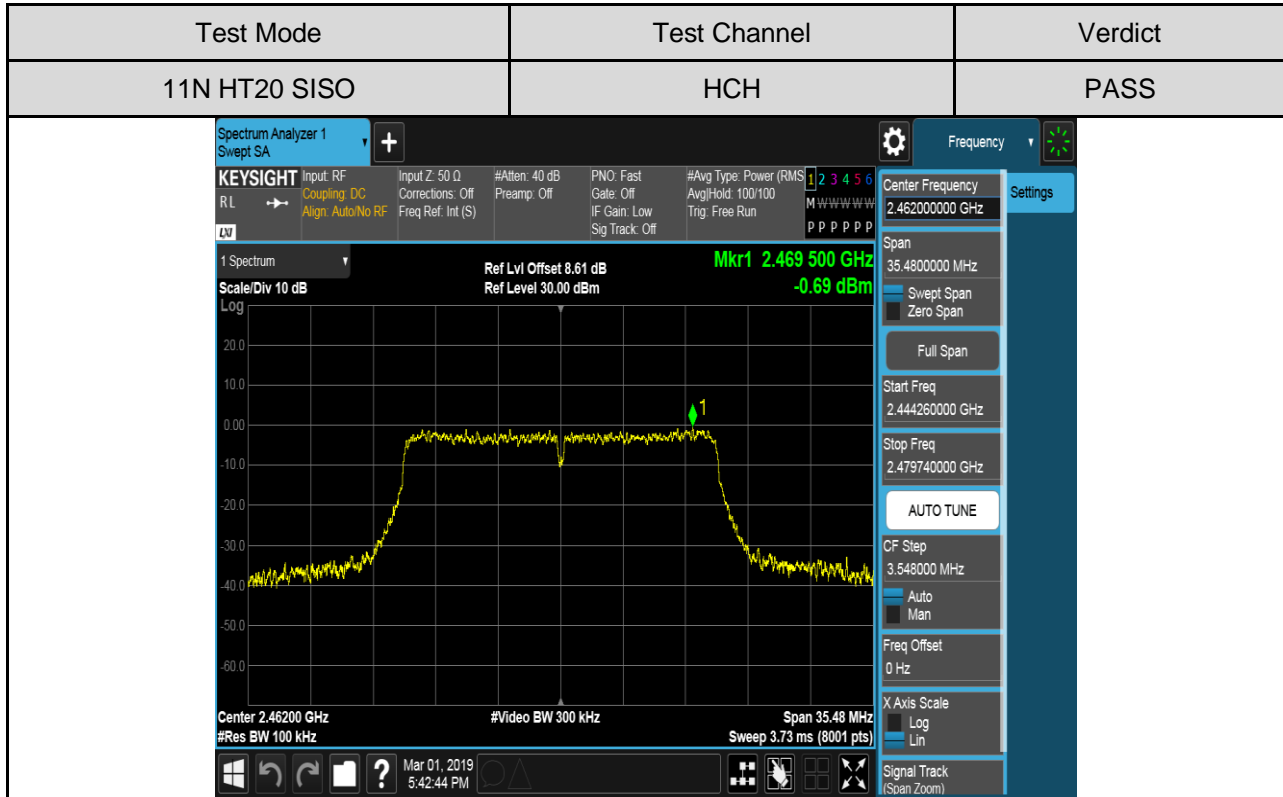 Test Mode Test Channel Verdict
11N HT20 SISO HCH PASS
Spectrum Analyzer 1
Swept SA
+
Frequency
KEYSIGHT
RL
LXI
Input: RF
Coupling: DC
Align: Auto/No RF
Input Z: 50 Ω
Corrections: Off
Freq Ref: Int (S)
#Atten: 40 dB
Preamp: Off
PNO: Fast
Gate: Off
IF Gain: Low
Sig Track: Off
#Avg Type: Power (RMS
Avg|Hold: 100/100
Trig: Free Run
1 2 3 4 5 6
M W W W W W
P P P P P P
1 Spectrum
Scale/Div 10 dB
Ref Lvl Offset 8.61 dB
Ref Level 30.00 dBm
Mkr1 2.469 500 GHz
-0.69 dBm
Log
20.0
10.0
0.00
-10.0
-20.0
-30.0
-40.0
-50.0
-60.0
1
Center 2.46200 GHz
#Res BW 100 kHz
#Video BW 300 kHz
Span 35.48 MHz
Sweep 3.73 ms (8001 pts)
?
Mar 01, 2019
5:42:44 PM
Center Frequency
2.462000000 GHz
Settings
Span
35.4800000 MHz
Swept Span
Zero Span
Full Span
Start Freq
2.444260000 GHz
Stop Freq
2.479740000 GHz
AUTO TUNE
CF Step
3.548000 MHz
Auto
Man
Freq Offset
0 Hz
X Axis Scale
Log
Lin
Signal Track
(Span Zoom)